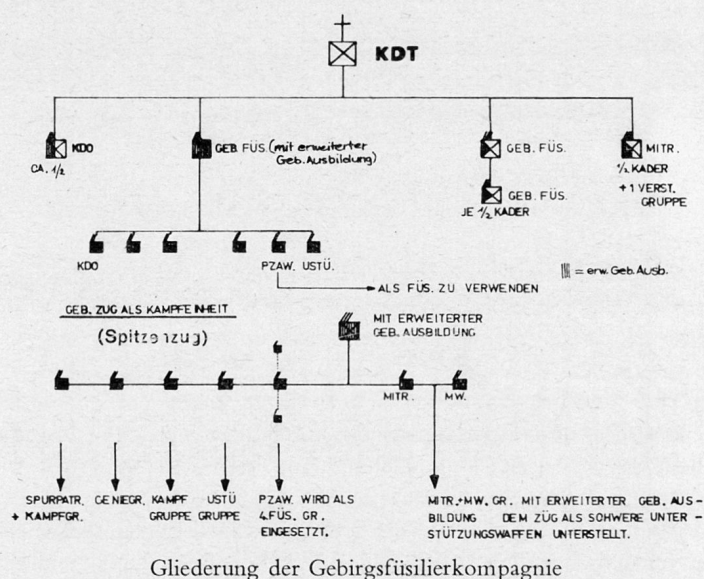 KDT
KDO
CA. 1/2
GEB. FÜS. (mit erweiterter
Geb. Ausbildung)
GEB. FÜS.
GEB. FÜS.
JE 1/2 KADER
MITR.
1/2 KADER
+ 1 VERST.
GRUPPE
KDO
PZAW. USTÜ.
= erw. Geb. Ausb.
ALS FÜS. ZU VERWENDEN
GEB. ZUG ALS KAMPFEINHEIT
(Spitzenzug)
MIT ERWEITERTER
GEB. AUSBILDUNG
MITR.
MW.
SPURPATR.
+ KAMPFGR.
GENIEGR.
KAMPF
GRUPPE
USTÜ
GRUPPE
PZAW. WIRD ALS
4. FÜS. GR.
EINGESETZT.
MITR.+MW. GR. MIT ERWEITERTER GEB. AUS-
BILDUNG DEM ZÜG ALS SCHWERE UNTER-
STÜTZUNGSWAFFEN UNTERSTELLT.
Gliederung der Gebirgsfüsilierkompagnie